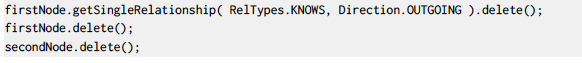 firstNode.getSingleRelationship( RelTypes.KNOWS, Direction.OUTGOING ).delete();
firstNode.delete();
secondNode.delete();